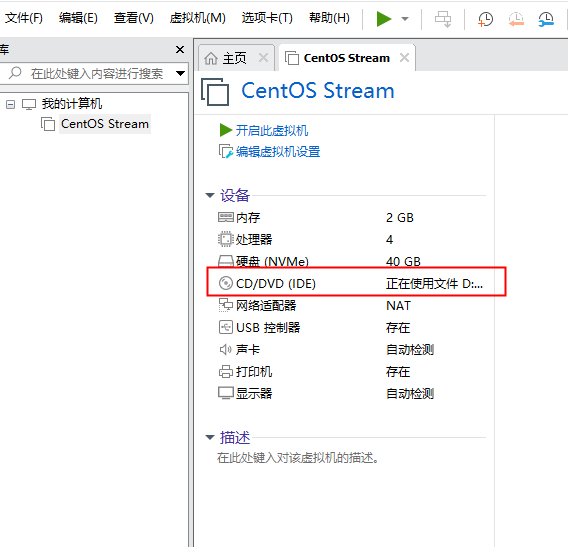 文件(F) 编辑(E) 查看(V) 虚拟机(M) 选项卡(T) 帮助(H)
库
在此处键入内容进行搜索
我的计算机
CentOS Stream
主页 CentOS Stream
CentOS Stream
开启此虚拟机
编辑虚拟机设置
设备
内存 2 GB
处理器 4
硬盘 (NVMe) 40 GB
CD/DVD (IDE) 正在使用文件 D:...
网络适配器 NAT
USB 控制器 存在
声卡 自动检测
打印机 存在
显示器 自动检测
描述
在此处键入对该虚拟机的描述。